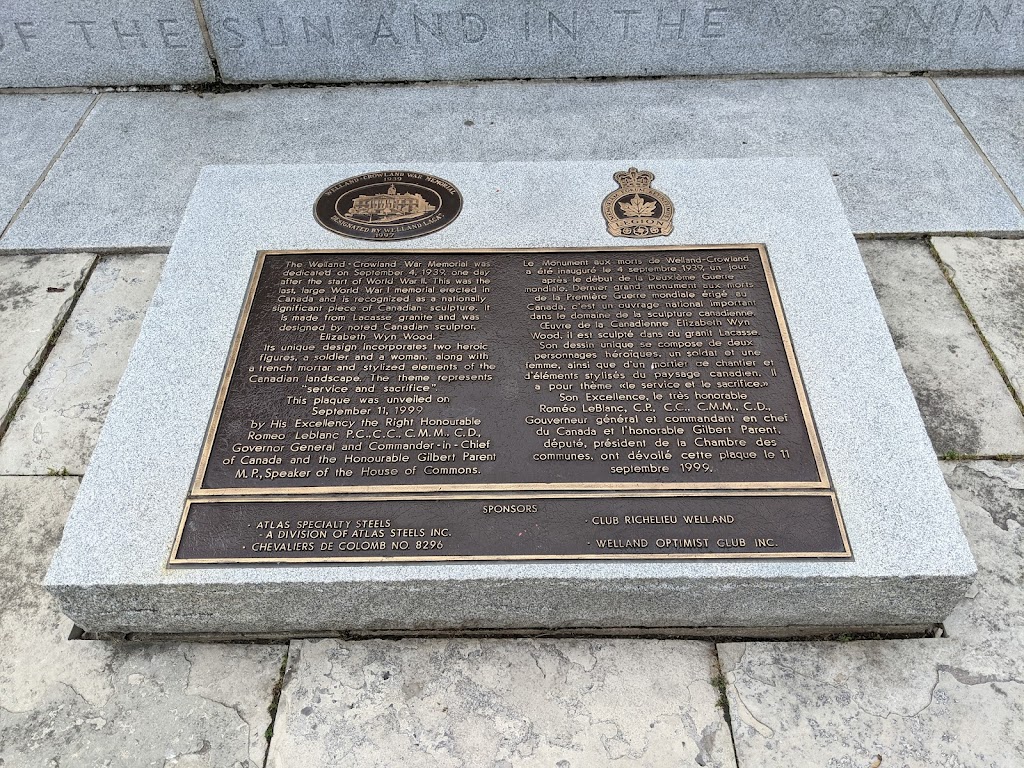 OF THE SUN AND IN THE MORNIN
WELLAND-CROWLAND WAR MEMORIAL
1939
DESIGNATED BY WELLAND LACAC
1997
LEGION
The Welland-Crowland War Memorial was
dedicated on September 4, 1939, one day
after the start of World War II. This was the
last, large World War I memorial erected in
Canada and is recognized as a nationally
significant piece of Canadian sculpture. It
is made from Lacasse granite and was
designed by noted Canadian sculptor,
Elizabeth Wyn Wood.
Its unique design incorporates two heroic
figures, a soldier and a woman, along with
a trench mortar and stylized elements of the
Canadian landscape. The theme represents
"service and sacrifice".
This plaque was unveiled on
September 11, 1999
by His Excellency the Right Honourable
Romeo Leblanc P.C., C.C., C.M.M., C.D.,
Governor General and Commander-in-Chief
of Canada and the Honourable Gilbert Parent
M.P., Speaker of the House of Commons.
Le Monument aux morts de Welland-Crowland
a été inauguré le 4 septembre 1939, un jour
après le début de la Deuxième Guerre
mondiale. Dernier grand monument aux morts
de la Première Guerre mondiale érigé au
Canada, c'est un ouvrage national important
dans le domaine de la sculpture canadienne.
Œuvre de la Canadienne Elizabeth Wyn
Wood, il est sculpté dans du granit Lacasse.
Son dessin unique se compose de deux
personnages héroïques, un soldat et une
femme, ainsi que d'un mortier de chantier et
d'éléments stylisés du paysage canadien. Il
a pour thème «le service et le sacrifice.»
Son Excellence, le très honorable
Roméo LeBlanc, C.P., C.C., C.M.M., C.D.,
Gouverneur général et commandant en chef
du Canada et l'honorable Gilbert Parent,
député, président de la Chambre des
communes, ont dévoilé cette plaque le 11
septembre 1999.
SPONSORS
· ATLAS SPECIALTY STEELS
- A DIVISION OF ATLAS STEELS INC.
· CHEVALIERS DE COLOMB NO. 8296
· CLUB RICHELIEU WELLAND
· WELLAND OPTIMIST CLUB INC.